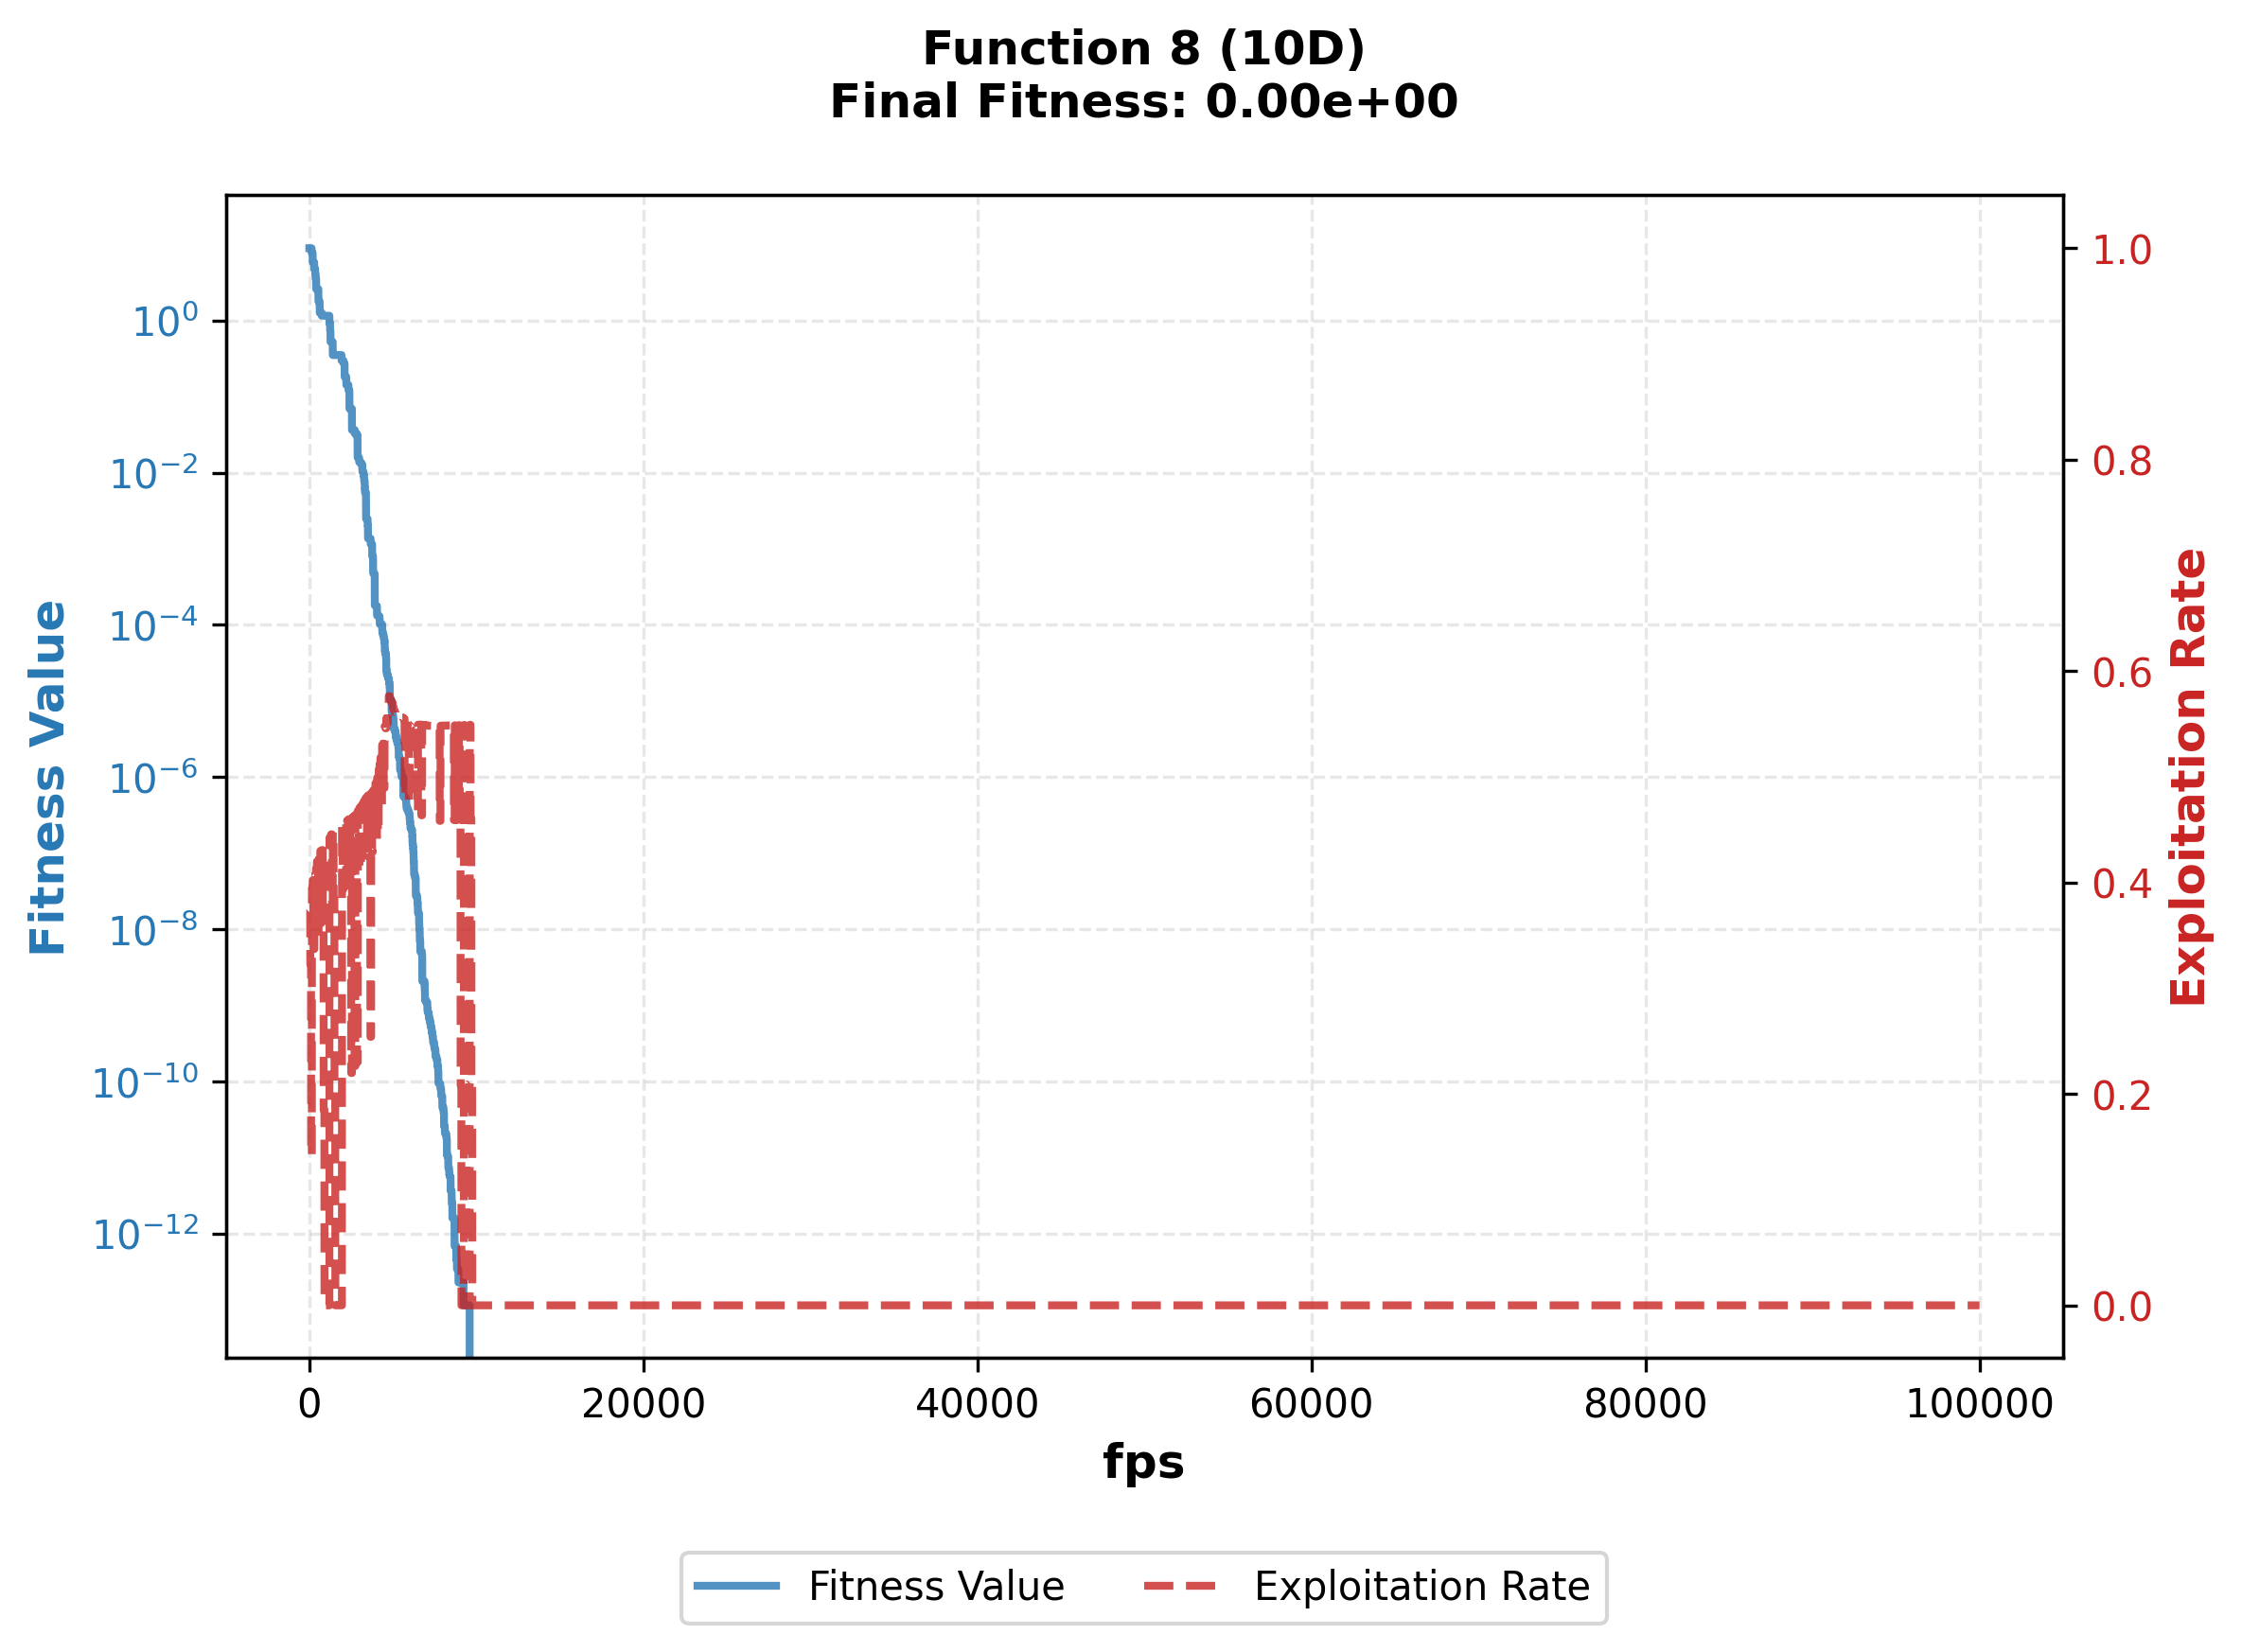 Function 8 (10D)
Final Fitness: 0.00e+00
Fitness Value
10⁰
10⁻²
10⁻⁴
10⁻⁶
10⁻⁸
10⁻¹⁰
10⁻¹²
1.0
0.8
0.6
0.4
0.2
0.0
Exploitation Rate
0 20000 40000 60000 80000 100000
fps
Fitness Value Exploitation Rate